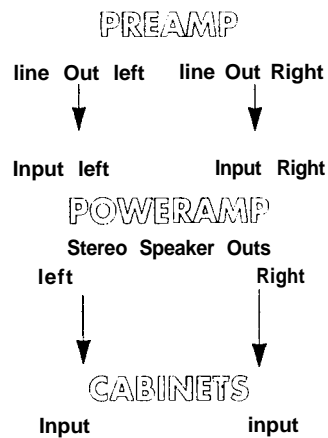 PREAMP
line Out left line Out Right
Input left Input Right
POWERAMP
Stereo Speaker Outs
left Right
CABINETS
Input input